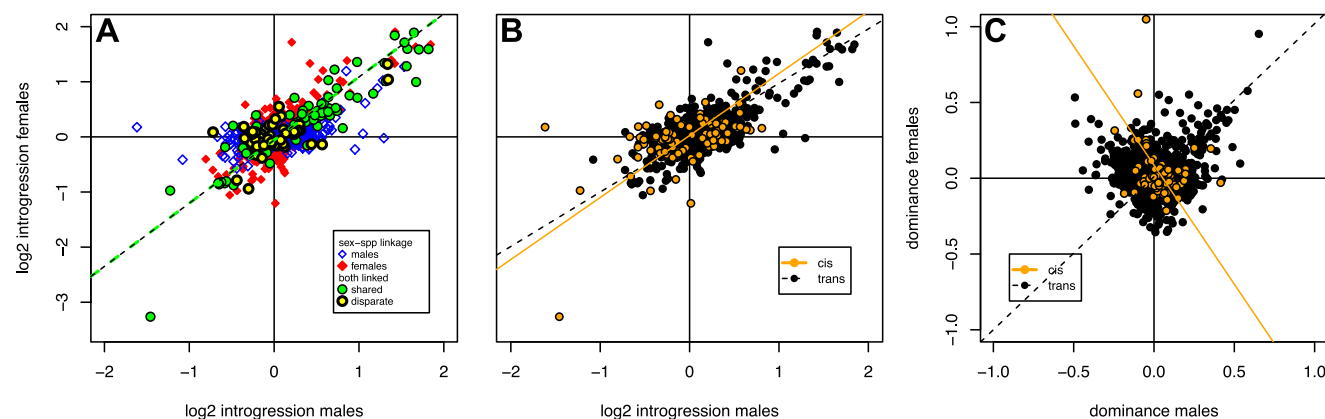 A
log2 introgression females
2
1
0
−1
−2
−3
−2
−1
0
1
2
log2 introgression males
sex-spp linkage
males
females
both linked
shared
disparate
B
−2
−1
0
1
2
log2 introgression males
cis
trans
C
dominance females
1.0
0.5
0.0
−0.5
−1.0
−1.0
−0.5
0.0
0.5
1.0
dominance males
cis
trans